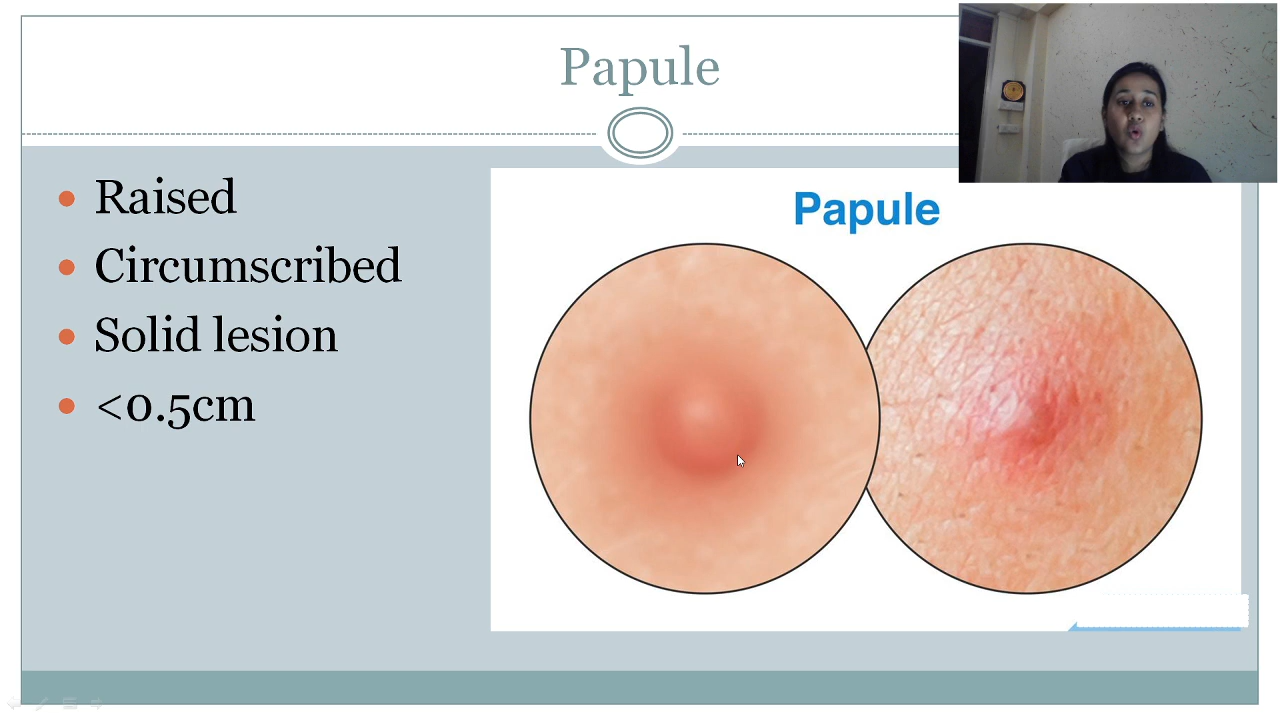 Papule
Raised
Circumscribed
Solid lesion
<0.5cm
Papule